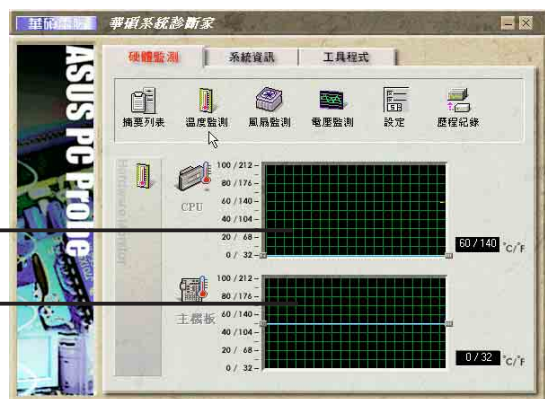 華碩電腦 華碩系統診斷家
ASUS PC Probe
硬體監測 系統資訊 工具程式
摘要列表 溫度監測 風扇監測 電壓監測 設定 歷程紀錄
Hardware Monitor
CPU
100 / 212
80 / 176
60 / 140
40 / 104
20 / 68
0 / 32
60 / 140 °C/°F
主機板
100 / 212
80 / 176
60 / 140
40 / 104
20 / 68
0 / 32
0 / 32 °C/°F